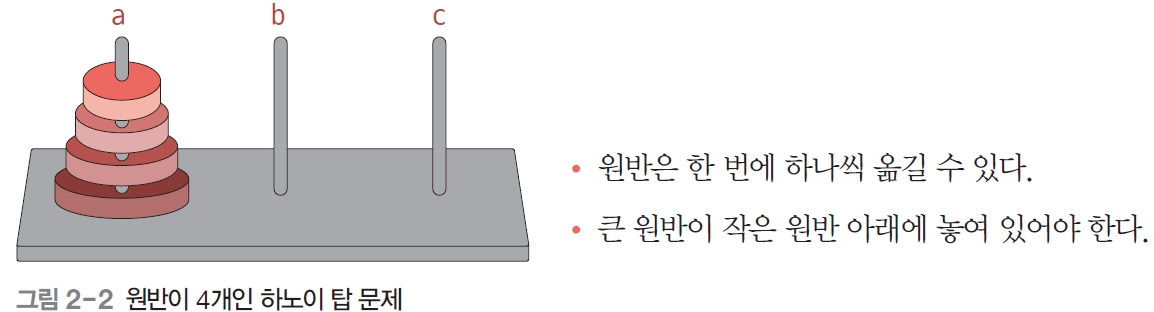 a b c
• 원반은 한 번에 하나씩 옮길 수 있다.
• 큰 원반이 작은 원반 아래에 놓여 있어야 한다.
그림 2-2 원반이 4개인 하노이 탑 문제